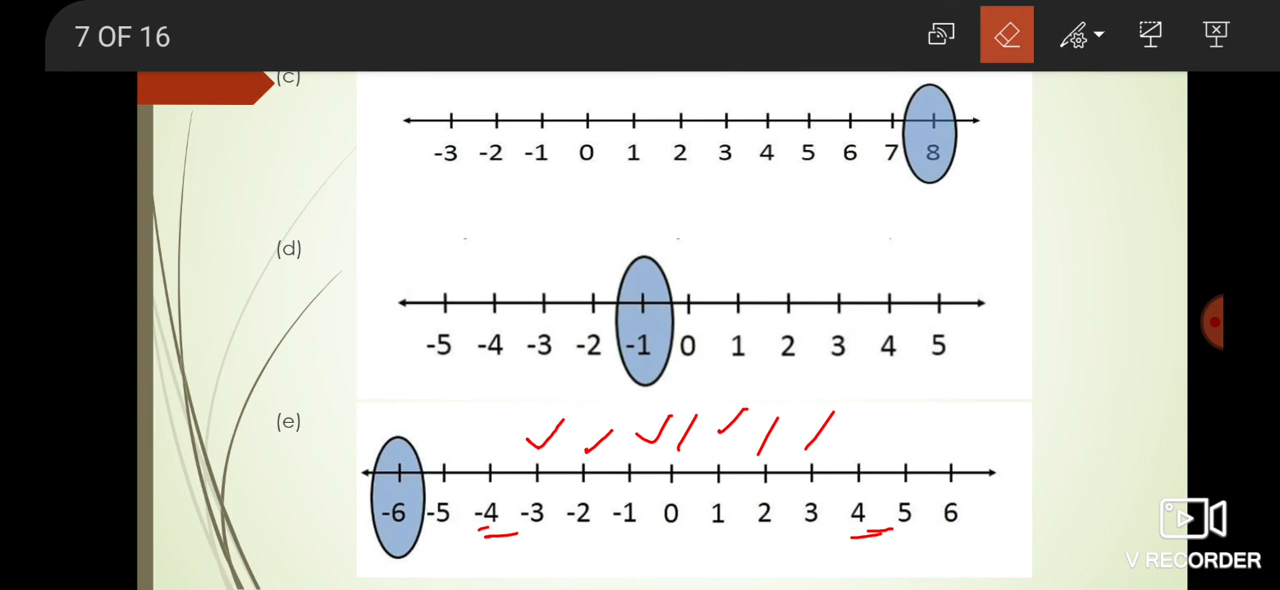 7 OF 16
(c)
-3 -2 -1 0 1 2 3 4 5 6 7 8
(d)
-5 -4 -3 -2 -1 0 1 2 3 4 5
(e)
-6 -5 -4 -3 -2 -1 0 1 2 3 4 5 6
V RECORDER